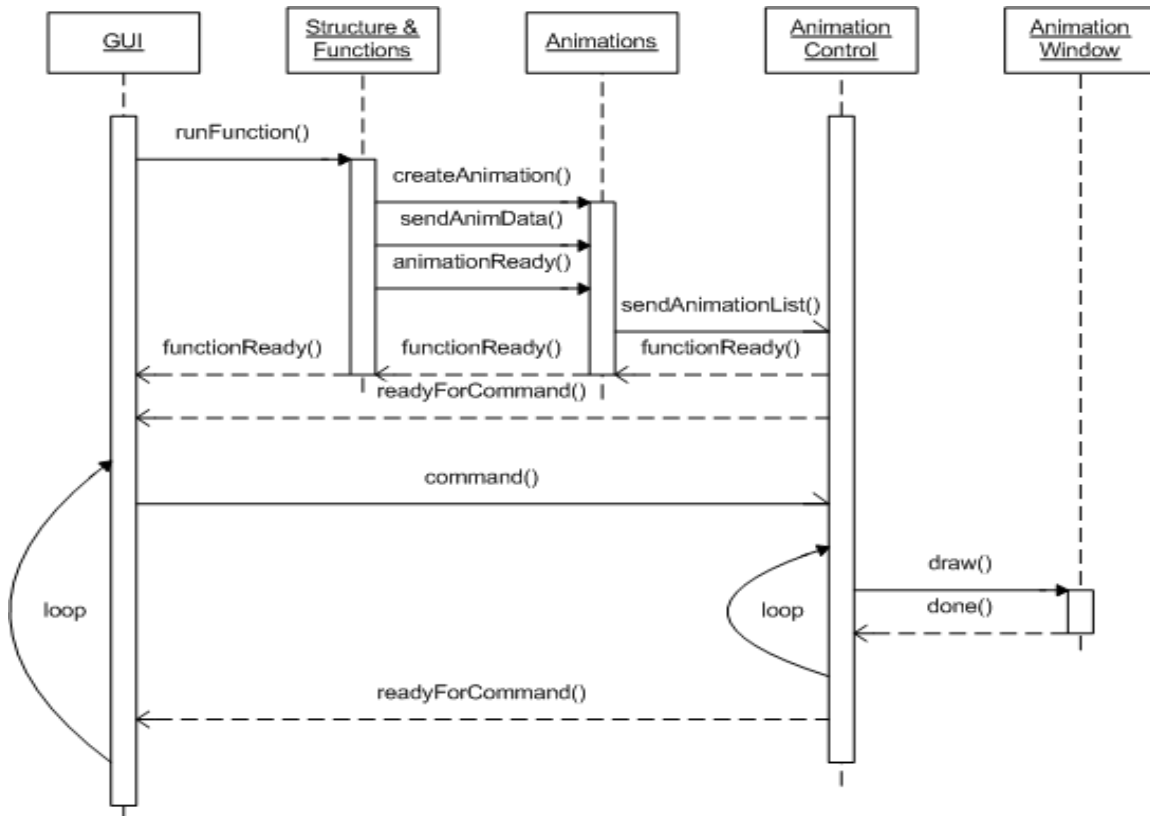 GUI
Structure &
Functions
Animations
Animation
Control
Animation
Window
runFunction()
createAnimation()
sendAnimData()
animationReady()
sendAnimationList()
functionReady()
functionReady()
functionReady()
readyForCommand()
command()
draw()
loop
loop
done()
readyForCommand()